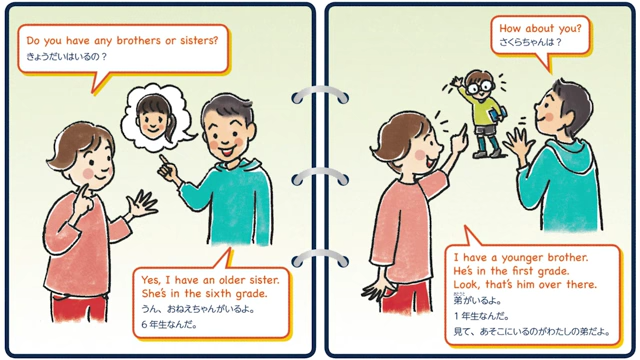 Do you have any brothers or sisters?
きょうだいはいるの？
Yes, I have an older sister.
She's in the sixth grade.
うん、おねえちゃんがいるよ。
6年生なんだ。
How about you?
さくらちゃんは？
I have a younger brother.
He's in the first grade.
Look, that's him over there.
弟がいるよ。
1年生なんだ。
見て、あそこにいるのがわたしの弟だよ。